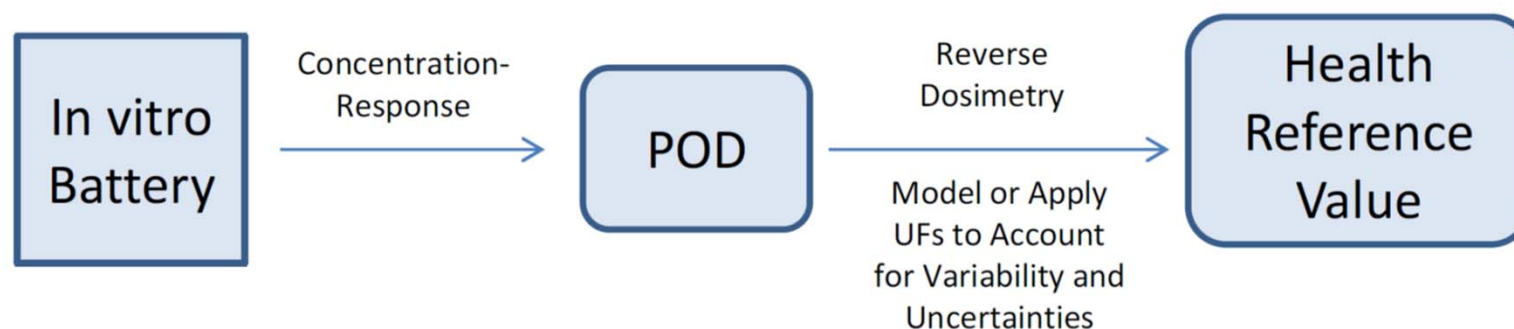 In vitro
Battery
Concentration-
Response
POD
Reverse
Dosimetry
Model or Apply
UFs to Account
for Variability and
Uncertainties
Health
Reference
Value